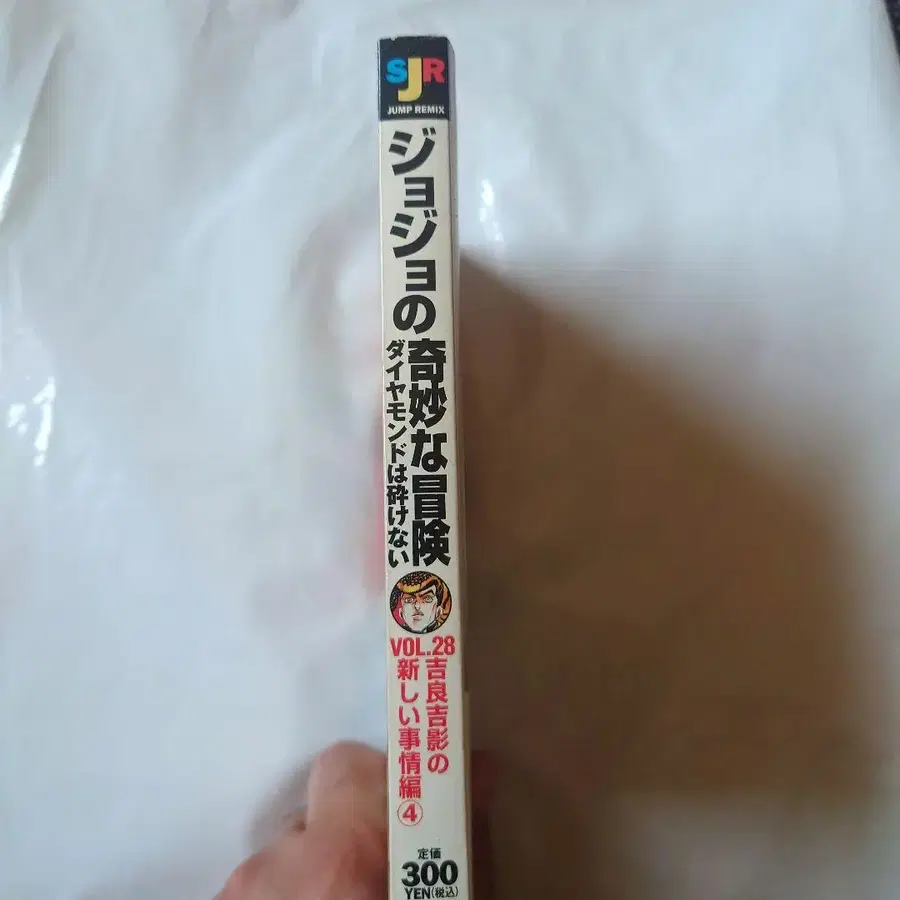 SJR
JUMP REMIX
ジョジョの奇妙な冒険
ダイヤモンドは砕けない
VOL.28
吉良吉影の
新しい事情編④
定価
300
YEN(税込)